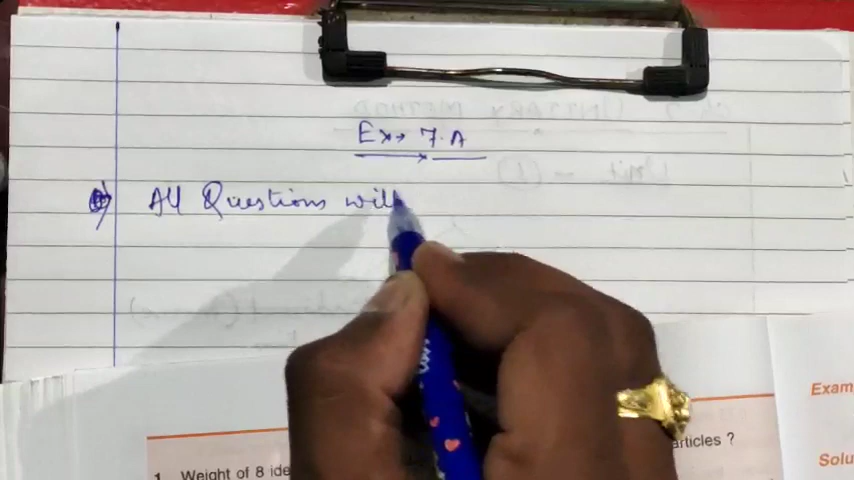 Ex→ 7.A
All Questions will
Exam
articles ?
1. Weight of 8 ide
Solu